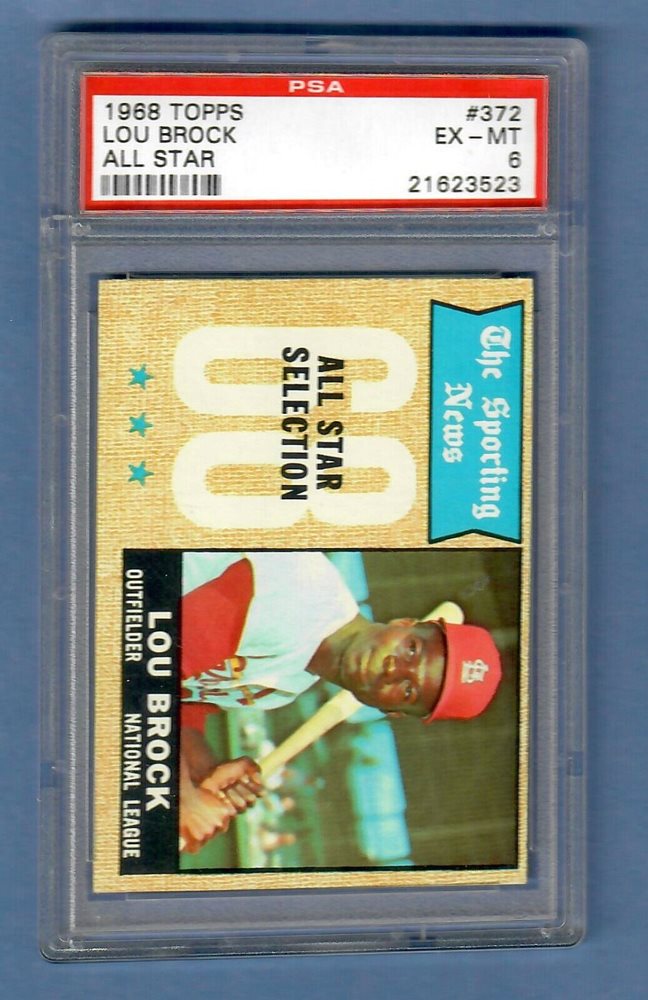 PSA
1968 TOPPS #372
LOU BROCK EX-MT
ALL STAR 6
21623523
The Sporting
News
68
ALL STAR
SELECTION
StL
LOU BROCK
OUTFIELDER NATIONAL LEAGUE